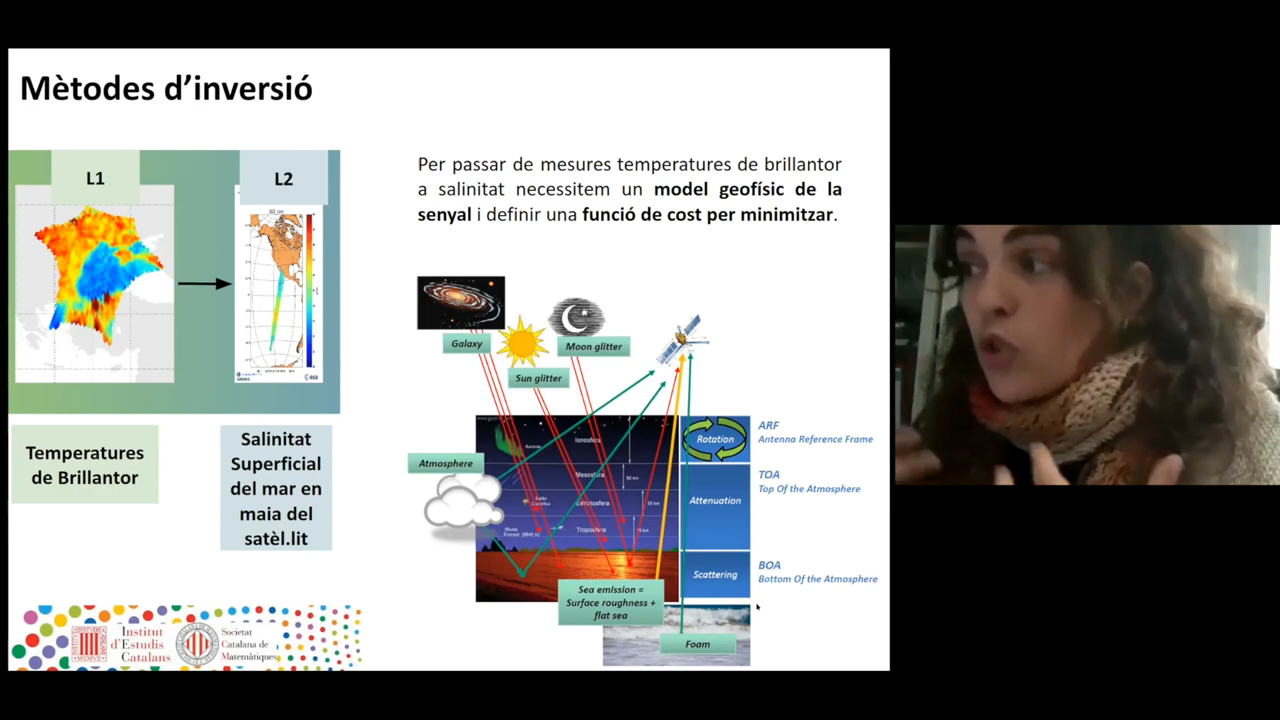 Mètodes d'inversió
L1
L2
Per passar de mesures temperatures de brillantor
a salinitat necessitem un model geofísic de la
senyal i definir una funció de cost per minimitzar.
Temperatures
de Brillantor
Salinitat
Superficial
del mar en
maia del
satèl.lit
Galaxy
Moon glitter
Sun glitter
Atmosphere
Ionosfera
Mesosfera
Estratosfera
Troposfera
Rotation
ARF
Antenna Reference Frame
Attenuation
TOA
Top Of the Atmosphere
Scattering
BOA
Bottom Of the Atmosphere
Sea emission =
Surface roughness +
flat sea
Foam
Institut
d'Estudis
Catalans
Societat
Catalana de
Matemàtiques